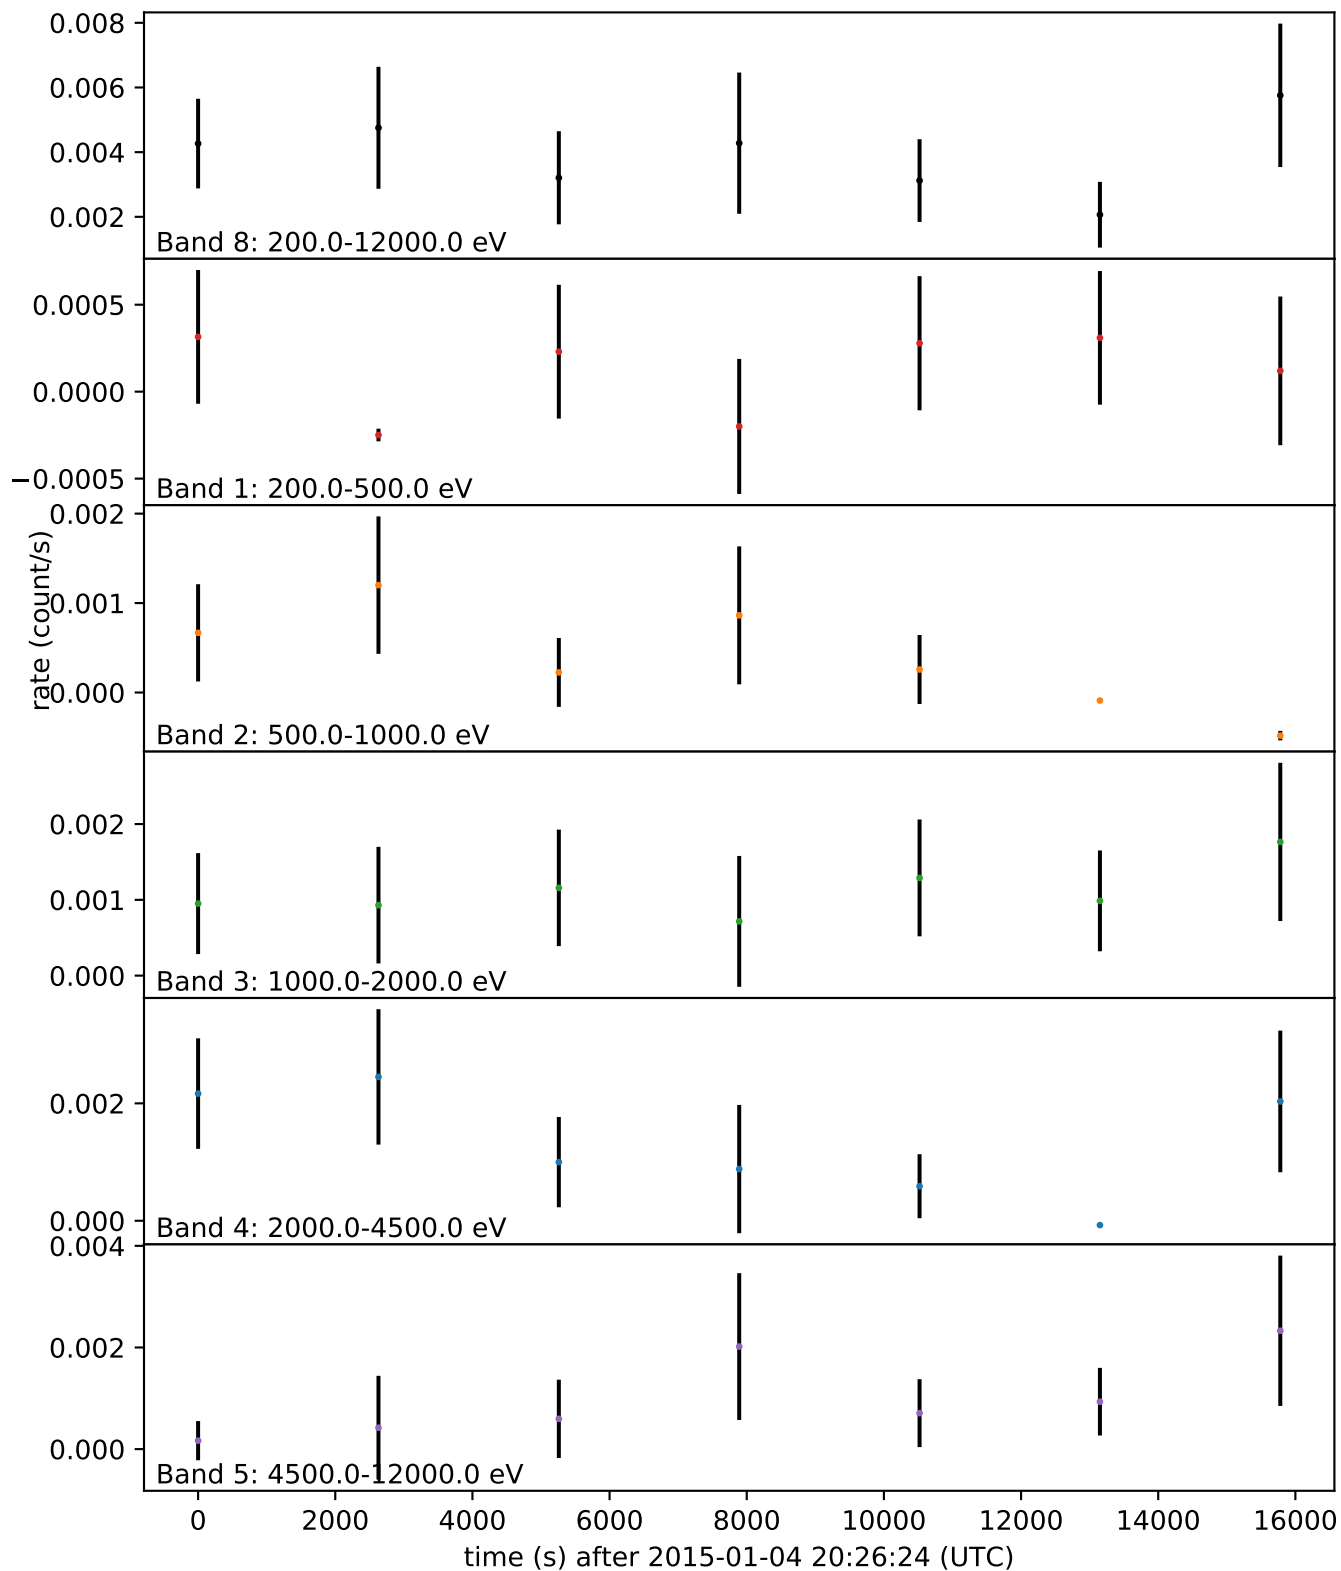 0.008
0.006
0.004
0.002
Band 8: 200.0-12000.0 eV
0.0005
0.0000
−0.0005
Band 1: 200.0-500.0 eV
rate (count/s)
0.002
0.001
0.000
Band 2: 500.0-1000.0 eV
0.002
0.001
0.000
Band 3: 1000.0-2000.0 eV
0.002
0.000
Band 4: 2000.0-4500.0 eV
0.004
0.002
0.000
Band 5: 4500.0-12000.0 eV
0 2000 4000 6000 8000 10000 12000 14000 16000
time (s) after 2015-01-04 20:26:24 (UTC)